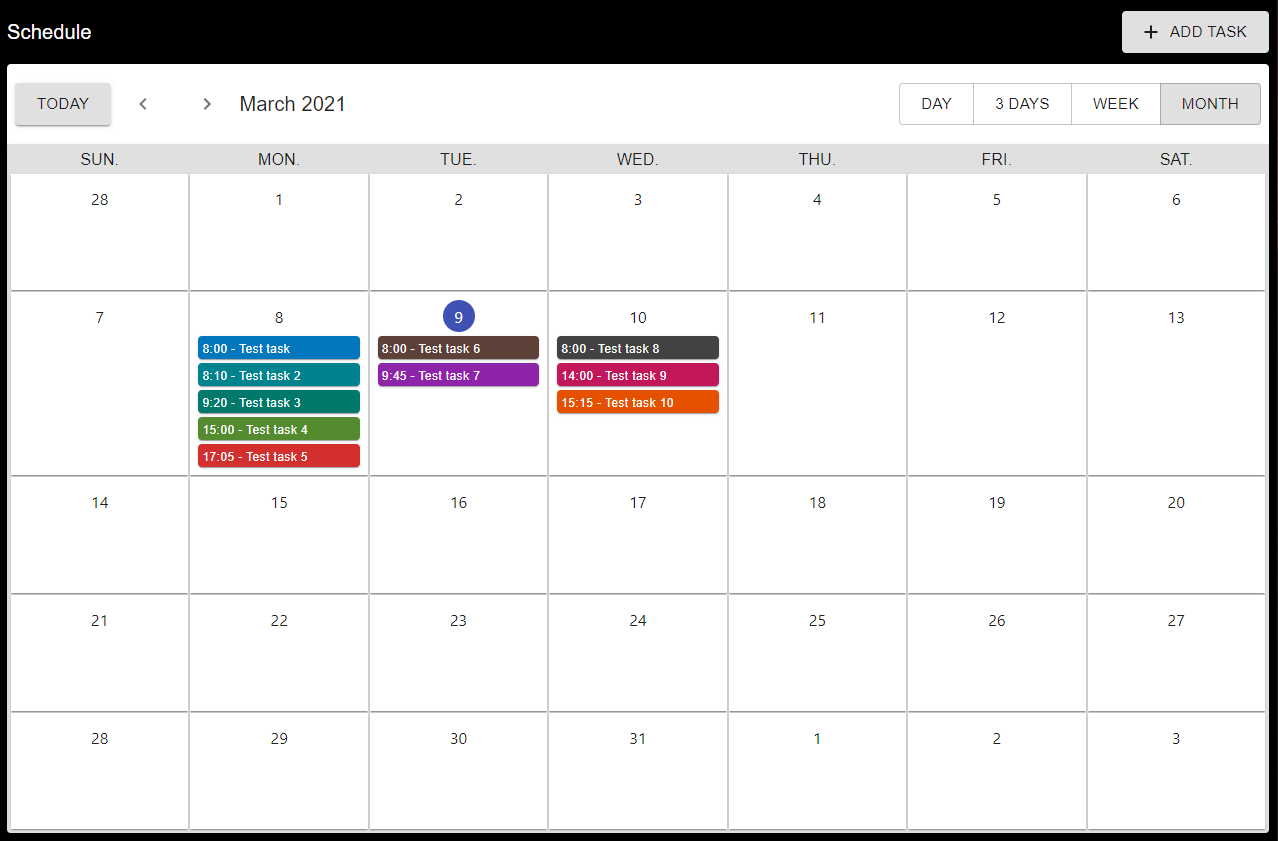 Schedule
ADD TASK
TODAY
March 2021
DAY
3 DAYS
WEEK
MONTH
SUN. MON. TUE. WED. THU. FRI. SAT.
28 1 2 3 4 5 6
7 8 9 10 11 12 13
8:00 - Test task
8:10 - Test task 2
9:20 - Test task 3
15:00 - Test task 4
17:05 - Test task 5
8:00 - Test task 6
9:45 - Test task 7
8:00 - Test task 8
14:00 - Test task 9
15:15 - Test task 10
14 15 16 17 18 19 20
21 22 23 24 25 26 27
28 29 30 31 1 2 3